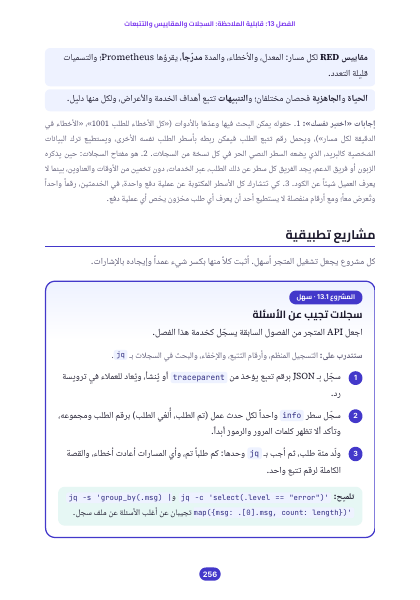 الفصل 13: قابلية الملاحظة: السجلات والمقاييس والتتبعات
مقاييس RED لكل مسار: المعدل، والأخطاء، والمدة مدرّجاً، يقرؤها Prometheus؛ والتسميات
قليلة التعدد.
الحياة والجاهزية فحصان مختلفان؛ والتنبيهات تتبع أهداف الخدمة والأعراض، ولكل منها دليل.
إجابات «اختبر نفسك»: 1. حقوله يمكن البحث فيها وعدّها بالأدوات («كل الأخطاء للطلب 1001»، «الأخطاء في
الدقيقة لكل مسار»)، ويحمل رقم تتبع الطلب فيمكن ربطه بأسطر الطلب نفسه الأخرى، ويستطيع ترك البيانات
الشخصية كالبريد، الذي يضعه السطر النصي الحر في كل نسخة من السجلات. 2. هو مفتاح السجلات: حين يذكره
الزبون أو فريق الدعم، يجد الفريق كل سطر عن ذلك الطلب، عبر الخدمات، دون تخمين من الأوقات والعناوين، بينما لا
يعرف العميل شيئاً عن الكود. 3. كي تتشارك كل الأسطر المكتوبة عن عملية دفع واحدة، في الخدمتين، رقماً واحداً
وتُعرض معاً؛ ومع أرقام منفصلة لا يستطيع أحد أن يعرف أي طلب مخزون يخص أي عملية دفع.
مشاريع تطبيقية
كل مشروع يجعل تشغيل المتجر أسهل. أثبت كلاً منها بكسر شيء عمداً وإيجاده بالإشارات.
المشروع 13.1 · سهل
سجلات تجيب عن الأسئلة
اجعل API المتجر من الفصول السابقة يسجّل كخدمة هذا الفصل.
ستتدرب على: التسجيل المنظم، وأرقام التتبع، والإخفاء، والبحث في السجلات بـ jq .
1 سجّل بـ JSON برقم تتبع يؤخذ من traceparent أو يُنشأ، ويُعاد للعملاء في ترويسة
رد.
2 سجّل سطر info واحداً لكل حدث عمل (تم الطلب، أُلغي الطلب) برقم الطلب ومجموعه،
وتأكد ألا تظهر كلمات المرور والرموز أبداً.
3 ولّد مئة طلب، ثم أجب بـ jq وحدها: كم طلباً تم، وأي المسارات أعادت أخطاء، والقصة
الكاملة لرقم تتبع واحد.
تلميح: jq -c 'select(.level == "error")' و jq -s 'group_by(.msg) |
map({msg: .[0].msg, count: length})' تجيبان عن أغلب الأسئلة عن ملف سجل.
256